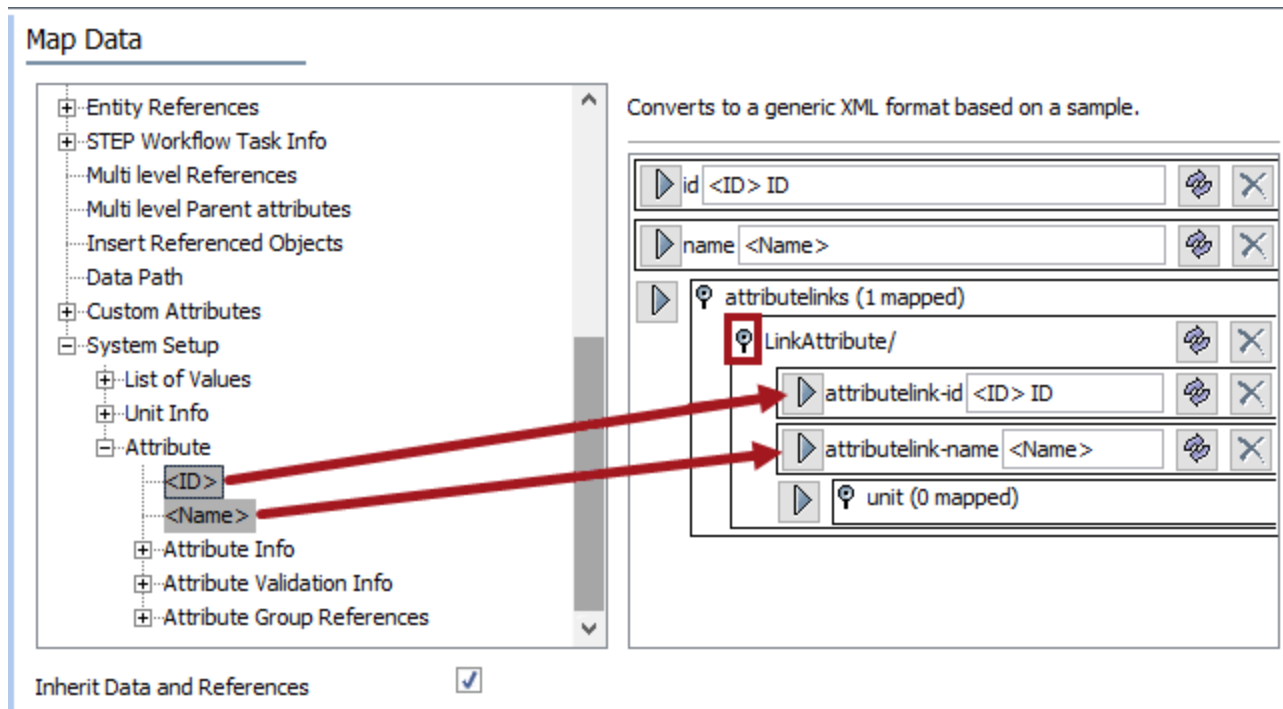 Map Data
Entity References
STEP Workflow Task Info
Multi level References
Multi level Parent attributes
Insert Referenced Objects
Data Path
Custom Attributes
System Setup
List of Values
Unit Info
Attribute
<ID>
<Name>
Attribute Info
Attribute Validation Info
Attribute Group References
Inherit Data and References
Converts to a generic XML format based on a sample.
id <ID> ID
name <Name>
attributelinks (1 mapped)
LinkAttribute/
attributelink-id <ID> ID
attributelink-name <Name>
unit (0 mapped)